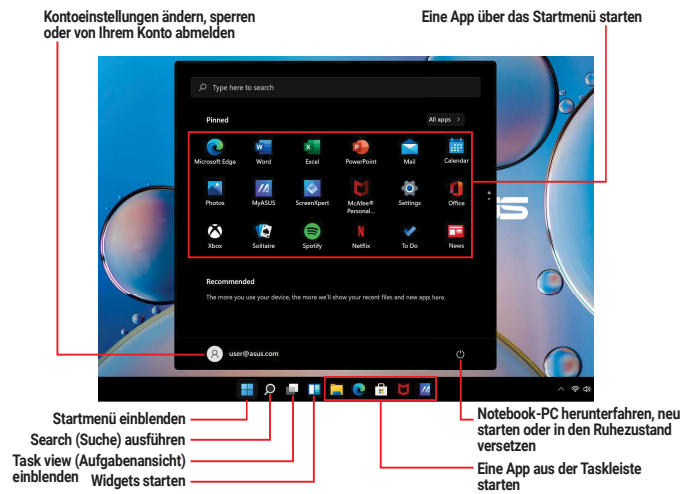 Kontoeinstellungen ändern, sperren
oder von Ihrem Konto abmelden
Eine App über das Startmenü starten
Type here to search
Pinned
All apps >
Microsoft Edge
Word
Excel
PowerPoint
Mail
Calendar
Photos
MyASUS
ScreenXpert
McAfee®
Personal...
Settings
Office
Xbox
Solitaire
Spotify
Netflix
To Do
News
Recommended
The more you use your device, the more we'll show your recent files and new apps here.
user@asus.com
Startmenü einblenden
Search (Suche) ausführen
Task view (Aufgabenansicht)
einblenden
Widgets starten
Notebook-PC herunterfahren, neu
starten oder in den Ruhezustand
versetzen
Eine App aus der Taskleiste
starten